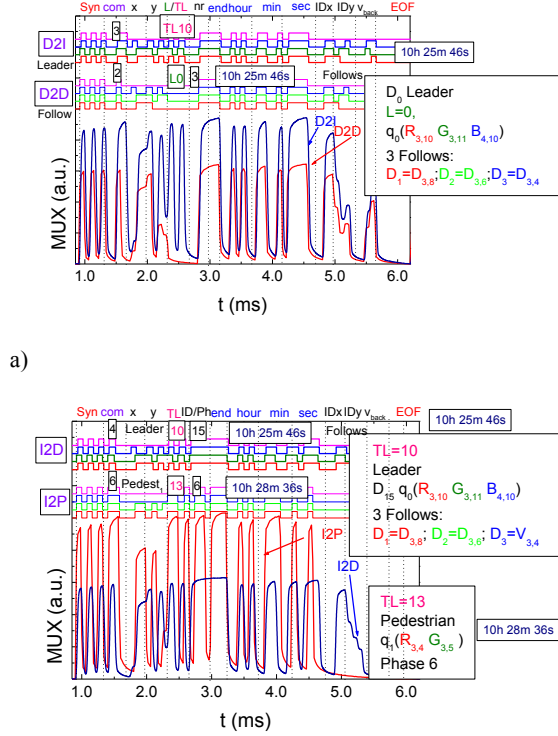 Syn com x y L/TL nr endhour min sec IDx IDy v back EOF
3 TL10
D2I
Leader
10h 25m 46s
2 L0 3 10h 25m 46s Follows
D2D
Follow
D0 Leader
L=0,
q0(R3,10 G3,11 B4,10)
3 Follows:
D1=D3,8;D2=D3,6;D3=D3,4
D2I
D2D
MUX (a.u.)
1.0 2.0 3.0 4.0 5.0 6.0
t (ms)
a)
Syn com x y TL ID/Ph end hour min sec IDx IDy v back . EOF
4 Leader 10 15 10h 25m 46s Follows
10h 25m 46s
I2D
6 Pedest, 13 6 10h 28m 36s
I2P
TL=10
Leader
D15 q0(R3,10 G3,11 B4,10)
3 Follows:
D1=D3,8; D2=D3,6; D3=V3,4
I2P
I2D
TL=13
Pedestrian
q1(R3,4 G3,5 )
Phase 6
10h 28m 36s
MUX (a.u.)
1.0 2.0 3.0 4.0 5.0 6.0
t (ms)